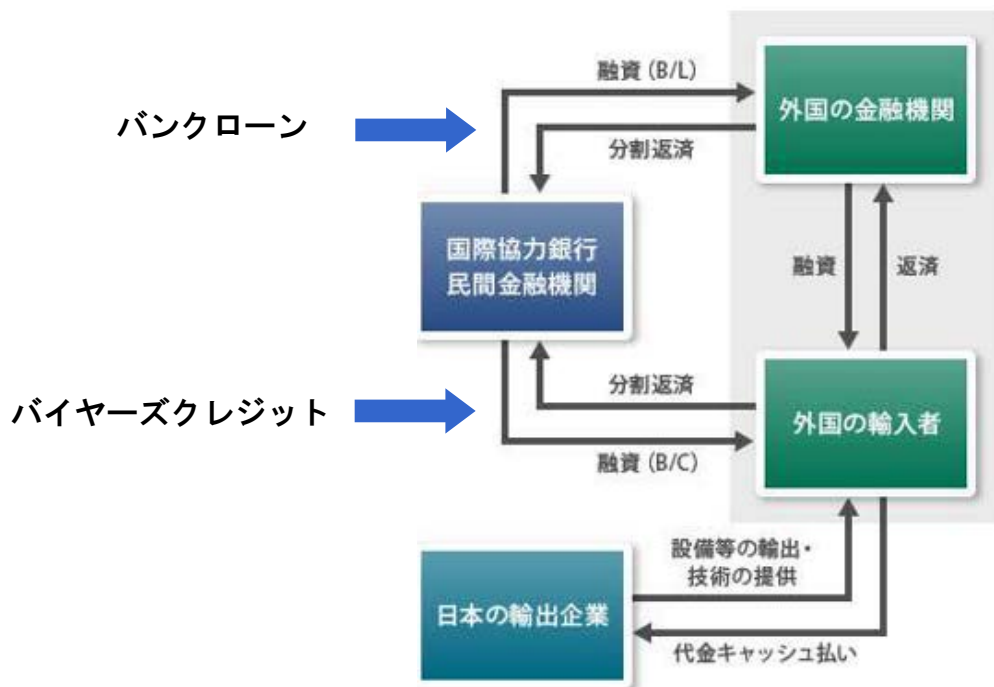 融資 (B/L)
外国の金融機関
バンクローン
分割返済
国際協力銀行
民間金融機関
融資
返済
分割返済
バイヤーズクレジット
外国の輸入者
融資 (B/C)
設備等の輸出・
技術の提供
日本の輸出企業
代金キャッシュ払い